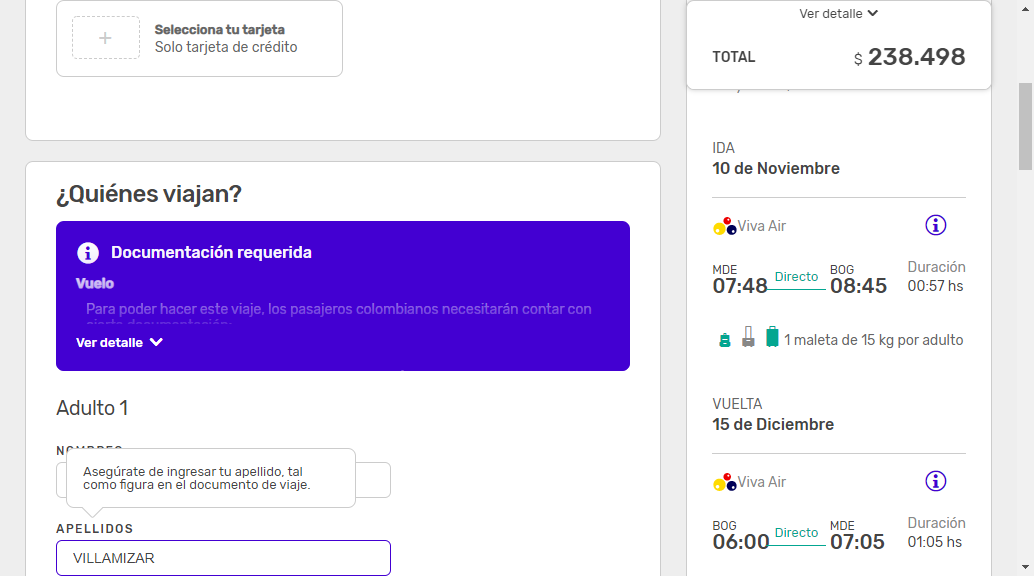 Selecciona tu tarjeta
Solo tarjeta de crédito
¿Quiénes viajan?
Documentación requerida
Vuelo
Para poder hacer este viaje, los pasajeros colombianos necesitarán contar con
cierta documentación:
Ver detalle
Adulto 1
NOMBRES
Asegúrate de ingresar tu apellido, tal
como figura en el documento de viaje.
APELLIDOS
VILLAMIZAR
Ver detalle
TOTAL
$ 238.498
IDA
10 de Noviembre
Viva Air
MDE
07:48
Directo
BOG
08:45
Duración
00:57 hs
1 maleta de 15 kg por adulto
VUELTA
15 de Diciembre
Viva Air
BOG
06:00
Directo
MDE
07:05
Duración
01:05 hs